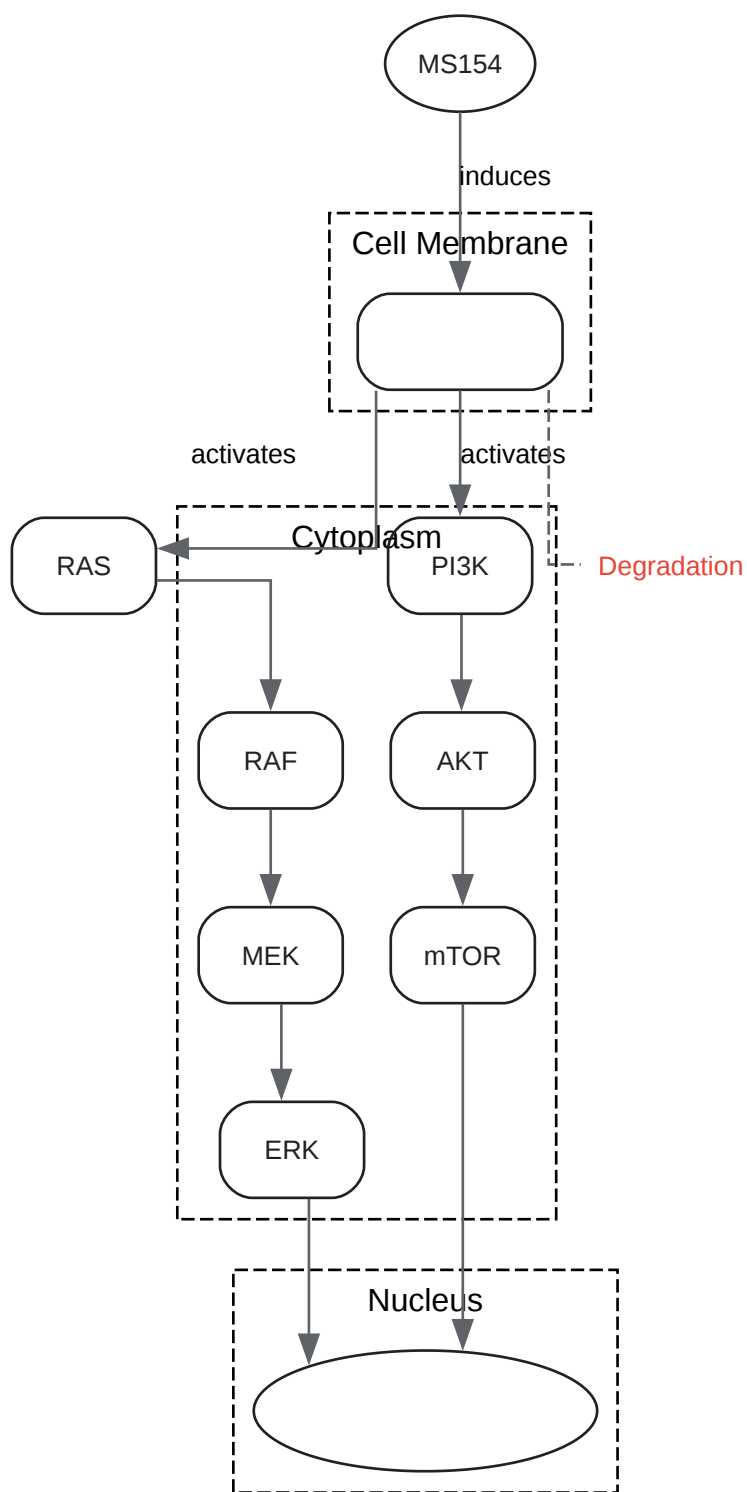 MS154
induces
Cell Membrane
activates
activates
Cytoplasm
RAS
PI3K
Degradation
RAF
AKT
MEK
mTOR
ERK
Nucleus